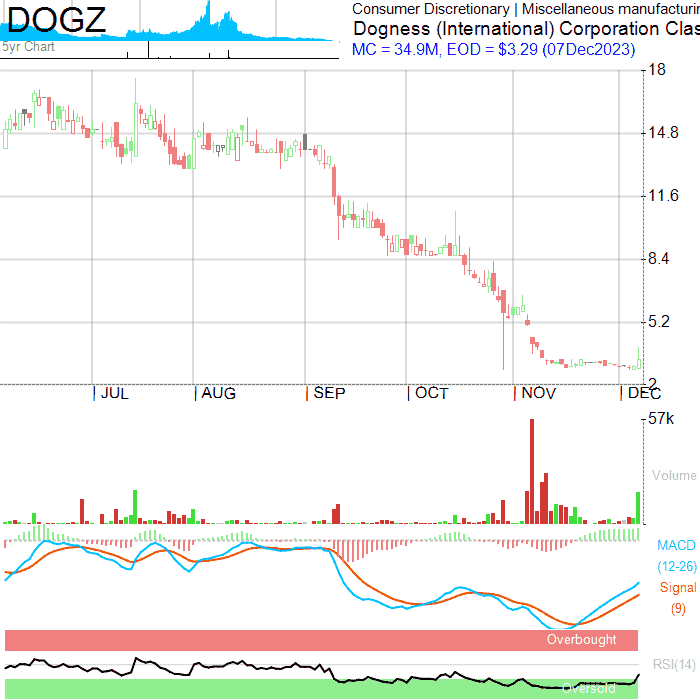 DOGZ
5yr Chart
Consumer Discretionary | Miscellaneous manufacturin
Dogness (International) Corporation Clas
MC = 34.9M, EOD = $3.29 (07Dec2023)
18
14.8
11.6
8.4
5.2
2
JUL AUG SEP OCT NOV DEC
57k
Volume
MACD
(12-26)
Signal
(9)
Overbought
RSI(14)
Oversold